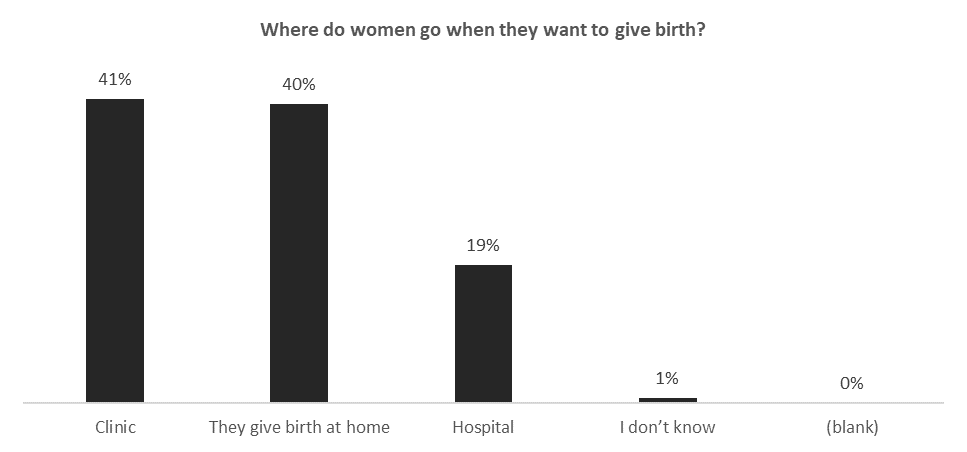 Where do women go when they want to give birth?
41%
40%
19%
1%
0%
Clinic
They give birth at home
Hospital
I don’t know
(blank)